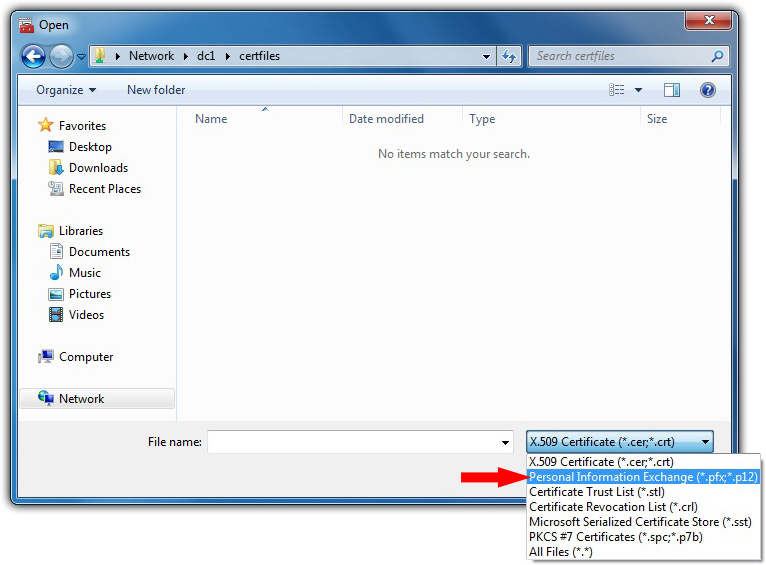 Open
Network dc1 certfiles
Search certfiles
Organize New folder
Name Date modified Type Size
No items match your search.
Favorites
Desktop
Downloads
Recent Places
Libraries
Documents
Music
Pictures
Videos
Computer
Network
File name:
X.509 Certificate (*.cer;*.crt)
X.509 Certificate (*.cer;*.crt)
Personal Information Exchange (*.pfx;*.p12)
Certificate Trust List (*.stl)
Certificate Revocation List (*.crl)
Microsoft Serialized Certificate Store (*.sst)
PKCS #7 Certificates (*.spc;*.p7b)
All Files (*.*)